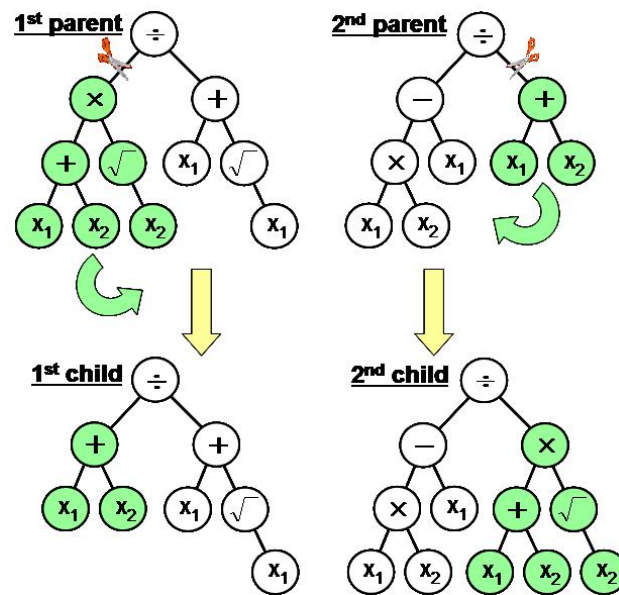 1st parent
2nd parent
÷
÷
×
+
−
+
+
√
x1
√
×
x1
x1
x2
x1
x2
x2
x1
x1
x2
1st child
2nd child
÷
÷
+
+
−
×
x1
x2
x1
√
×
x1
+
√
x1
x1
x2
x1
x2
x2